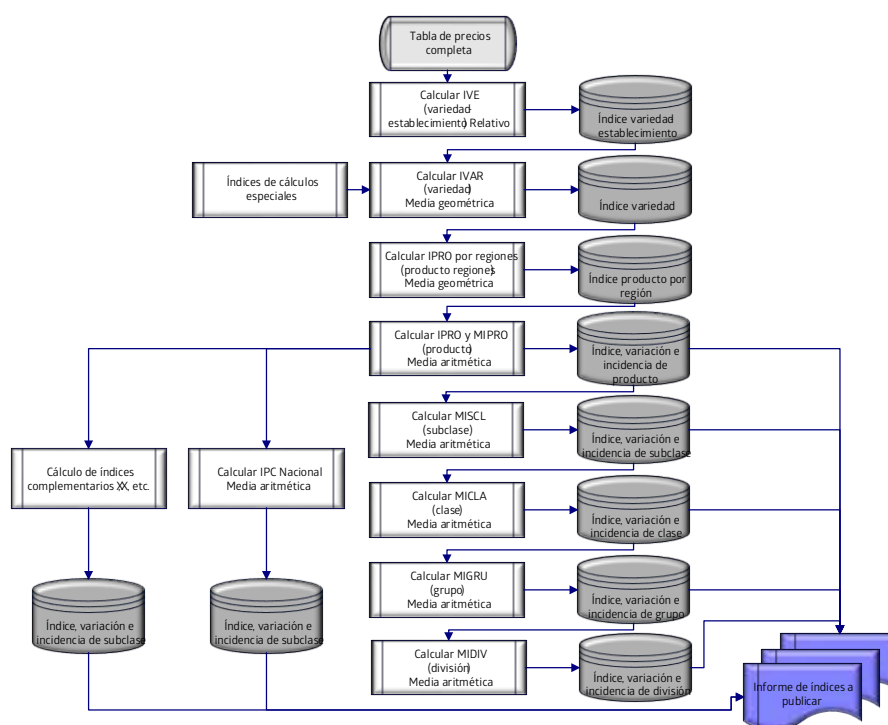 Tabla de precios
completa
Calcular IVE
(variedad-
establecimiento) Relativo
Índice variedad
establecimiento
Índices de cálculos
especiales
Calcular IVAR
(variedad)
Media geométrica
Índice variedad
Calcular IPRO por regiones
(producto regiones)
Media geométrica
Índice producto por
región
Calcular IPRO y MIPRO
(producto)
Media aritmética
Índice, variación e
incidencia de
producto
Calcular MISCL
(subclase)
Media aritmética
Índice, variación e
incidencia de subclase
Cálculo de índices
complementarios XX, etc.
Calcular IPC Nacional
Media aritmética
Calcular MICLA
(clase)
Media aritmética
Índice, variación e
incidencia de clase
Calcular MIGRU
(grupo)
Media aritmética
Índice, variación e
incidencia de grupo
Índice, variación e
incidencia de subclase
Índice, variación e
incidencia de subclase
Calcular MIDIV
(división)
Media aritmética
Índice, variación e
incidencia de división
Informe de índices a
publicar